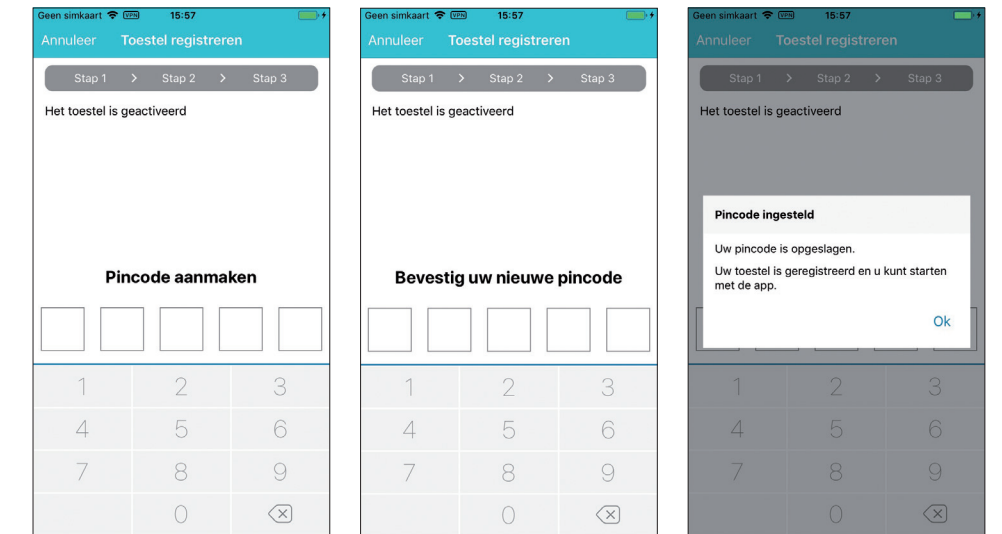 Geen simkaart VPN 15:57
Annuleer Toestel registreren
Stap 1 > Stap 2 > Stap 3
Het toestel is geactiveerd
Pincode aanmaken
1 2 3
4 5 6
7 8 9
0
Geen simkaart VPN 15:57
Annuleer Toestel registreren
Stap 1 > Stap 2 > Stap 3
Het toestel is geactiveerd
Bevestig uw nieuwe pincode
1 2 3
4 5 6
7 8 9
0
Geen simkaart VPN 15:57
Annuleer Toestel registreren
Stap 1 > Stap 2 > Stap 3
Het toestel is geactiveerd
Pincode ingesteld
Uw pincode is opgeslagen.
Uw toestel is geregistreerd en u kunt starten
met de app.
Ok
1 2 3
4 5 6
7 8 9
0